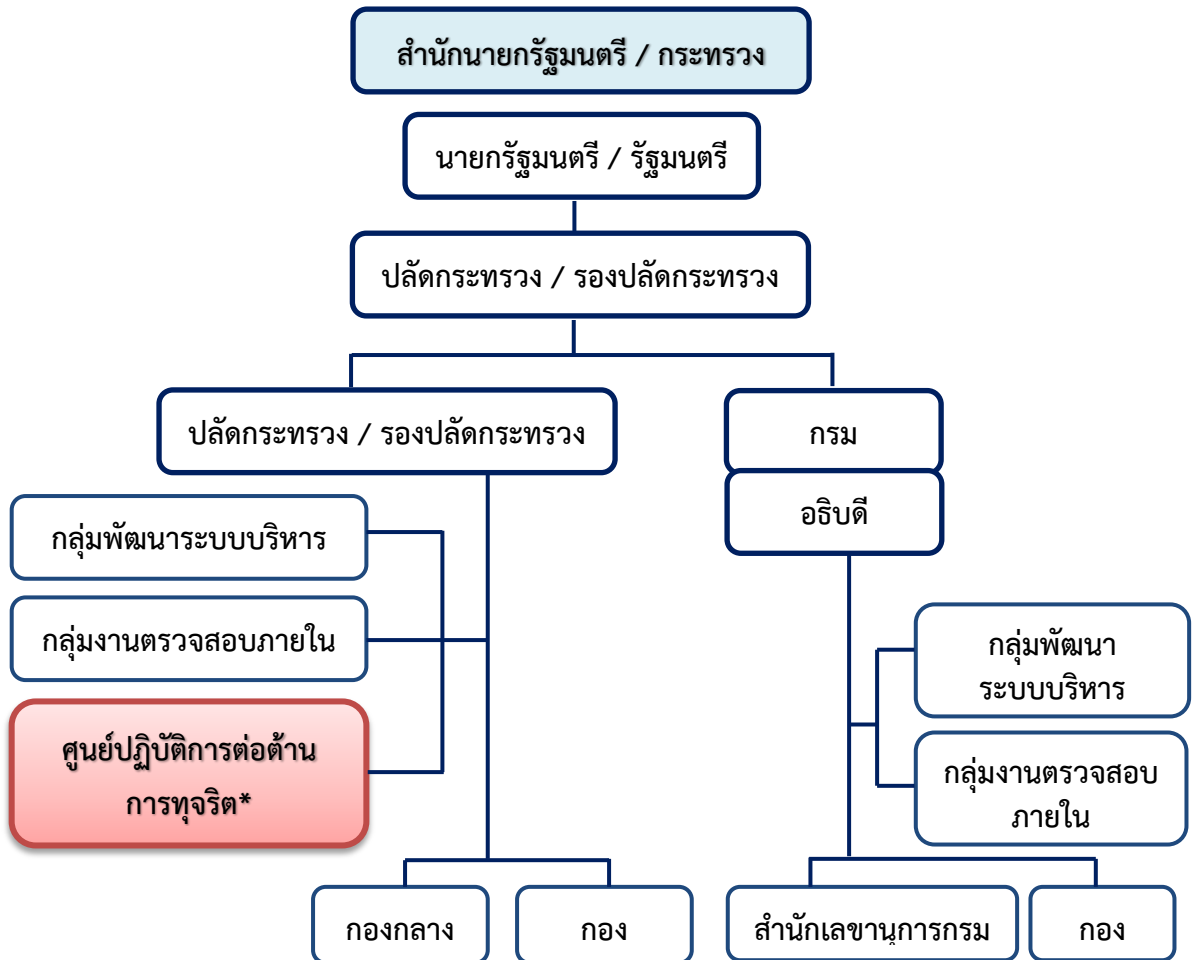 สำนักนายกรัฐมนตรี / กระทรวง
นายกรัฐมนตรี / รัฐมนตรี
ปลัดกระทรวง / รองปลัดกระทรวง
ปลัดกระทรวง / รองปลัดกระทรวง
กรม
อธิบดี
กลุ่มพัฒนาระบบบริหาร
กลุ่มงานตรวจสอบภายใน
ศูนย์ปฏิบัติการต่อต้าน
การทุจริต*
กลุ่มพัฒนา
ระบบบริหาร
กลุ่มงานตรวจสอบ
ภายใน
กองกลาง
กอง
สำนักเลขานุการกรม
กอง